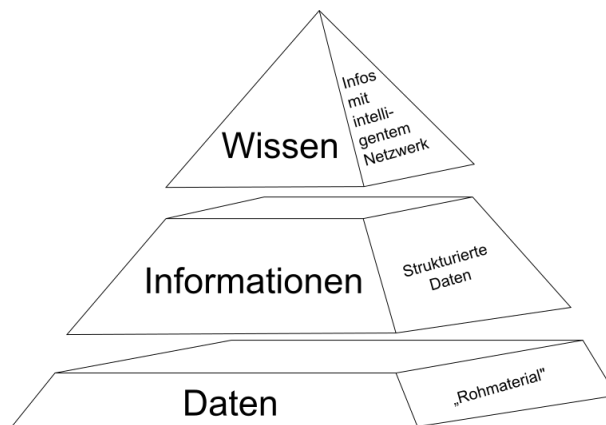 Wissen
Infos
mit
intelli-
gentem
Netzwerk
Informationen
Strukturierte
Daten
Daten
„Rohmaterial"